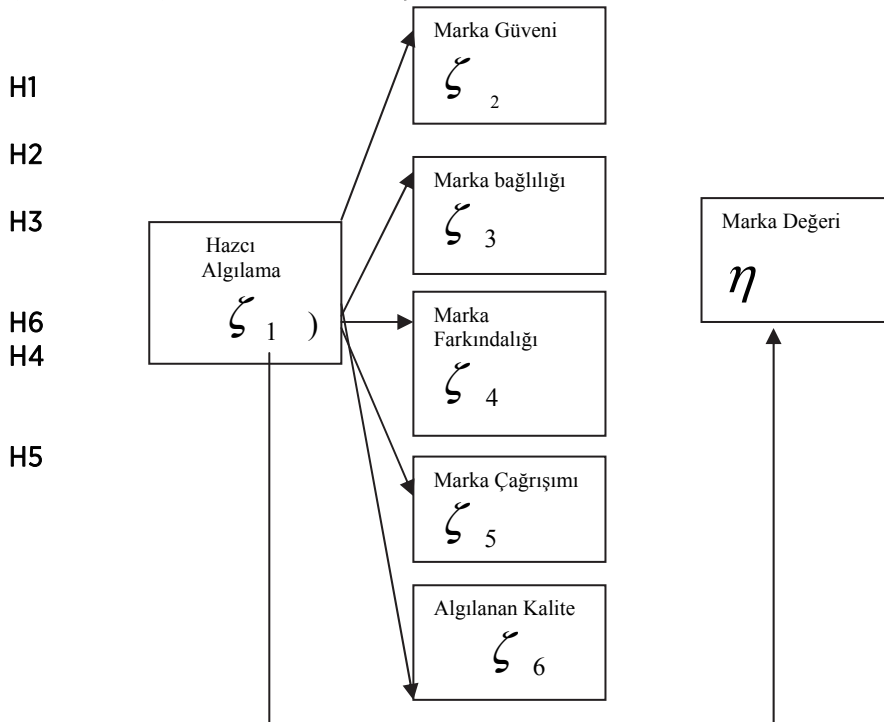 H1
H2
H3
H6
H4
H5
Hazcı
Algılama
ζ 1 )
Marka Güveni
ζ 2
Marka bağlılığı
ζ 3
Marka
Farkındalığı
ζ 4
Marka Çağrışımı
ζ 5
Algılanan Kalite
ζ 6
Marka Değeri
η